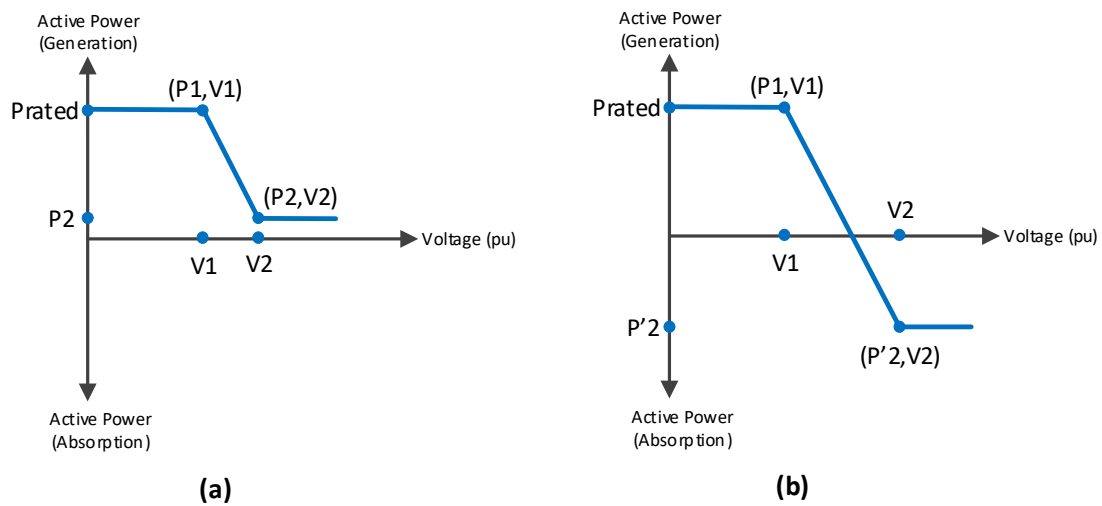 Active Power
(Generation)
(P1,V1)
Prated
(P2,V2)
P2
Voltage (pu)
V1
V2
Active Power
(Absorption)
(a)
Active Power
(Generation)
(P1,V1)
Prated
V2
Voltage (pu)
V1
P'2
(P'2,V2)
Active Power
(Absorption)
(b)